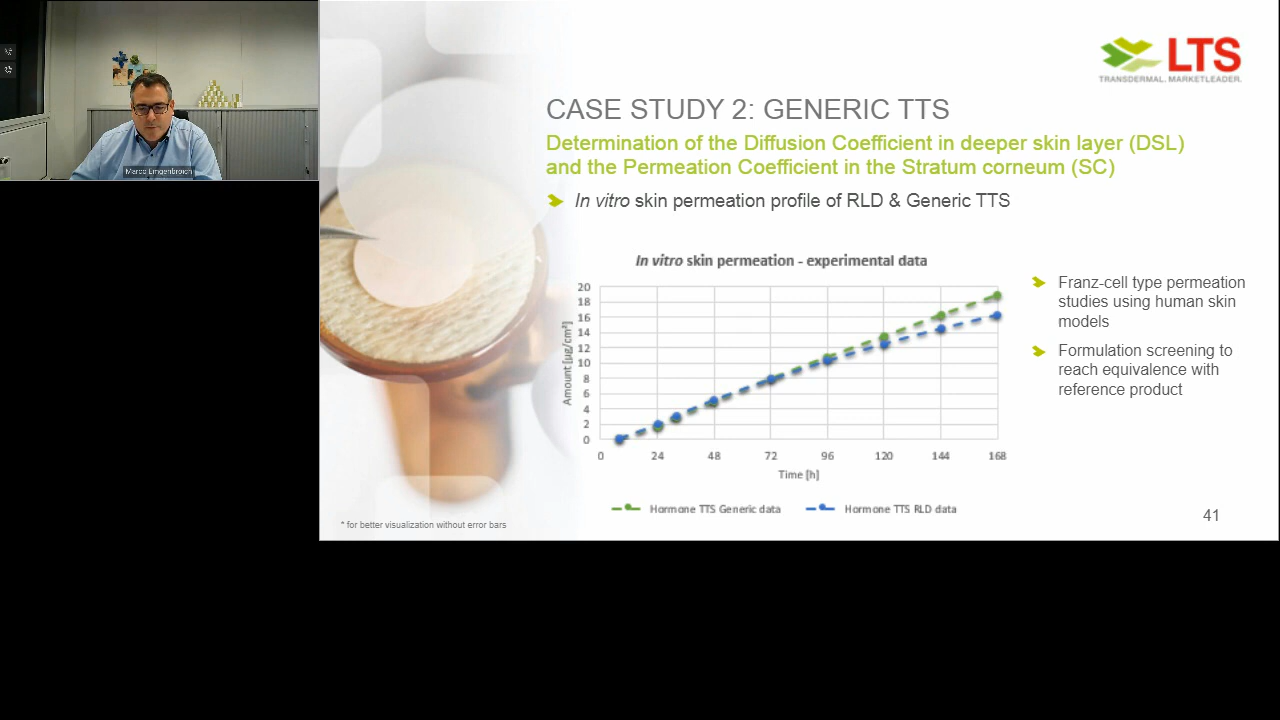 Marco Emgenbroich
LTS
TRANSDERMAL. MARKETLEADER.
CASE STUDY 2: GENERIC TTS
Determination of the Diffusion Coefficient in deeper skin layer (DSL)
and the Permeation Coefficient in the Stratum corneum (SC)
In vitro skin permeation profile of RLD & Generic TTS
In vitro skin permeation - experimental data
Amount [µg/cm²]
20
18
16
14
12
10
8
6
4
2
0
0 24 48 72 96 120 144 168
Time [h]
Hormone TTS Generic data Hormone TTS RLD data
Franz-cell type permeation
studies using human skin
models
Formulation screening to
reach equivalence with
reference product
* for better visualization without error bars
41